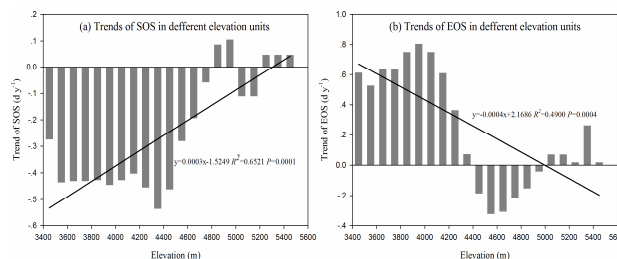 (a) Trends of SOS in defferent elevation units
.2
.1
0.0
-.1
-.2
-.3
-.4
-.5
-.6
Trend of SOS (d y⁻¹)
y=0.0003x-1.5249 R²=0.6521 P=0.0001
3400 3600 3800 4000 4200 4400 4600 4800 5000 5200 5400 5600
Elevation (m)
(b) Trends of EOS in defferent elevation units
1.0
.8
.6
.4
.2
0.0
-.2
-.4
Trend of EOS (d y⁻¹)
y=-0.0004x+2.1686 R²=0.4900 P=0.0004
3400 3600 3800 4000 4200 4400 4600 4800 5000 5200 5400 5600
Elevation (m)